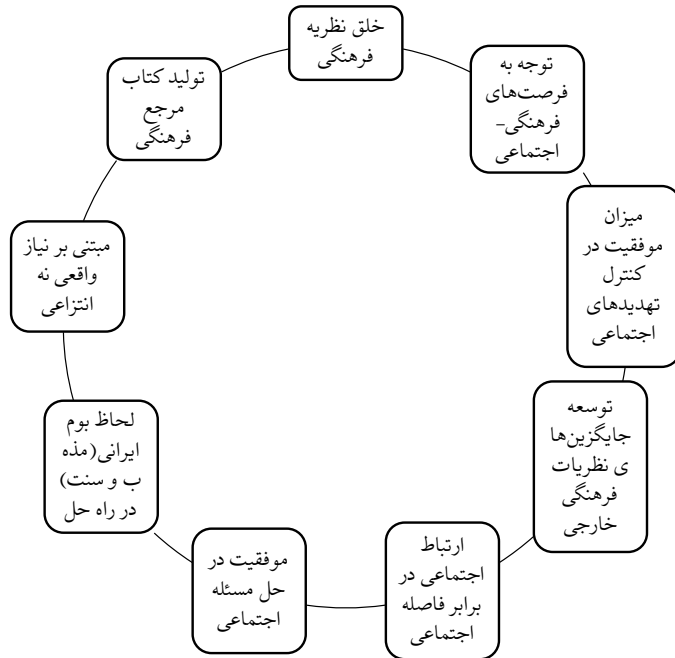 خلق نظریه
فرهنگی
توجه به
فرصت‌های
فرهنگی-
اجتماعی
میزان
موفقیت در
کنترل
تهدیدهای
اجتماعی
توسعه
جایگزین‌ها
ی نظریات
فرهنگی
خارجی
ارتباط
اجتماعی در
برابر فاصله
اجتماعی
موفقیت در
حل مسئله
اجتماعی
لحاظ بوم
ایرانی(مذه
ب و سنت)
در راه حل
مبتنی بر نیاز
واقعی نه
انتزاعی
تولید کتاب
مرجع
فرهنگی